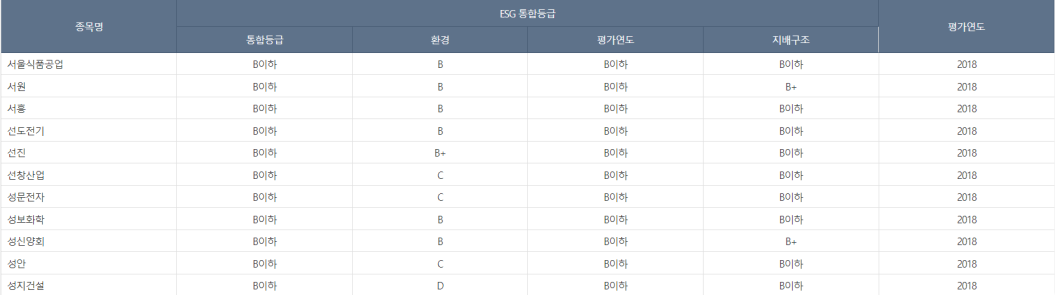 종목명 ESG 통합등급 평가연도
통합등급 환경 평가연도 지배구조
서울식품공업 B이하 B B이하 B이하 2018
서원 B이하 B B이하 B+ 2018
서흥 B이하 B B이하 B이하 2018
선도전기 B이하 B B이하 B이하 2018
선진 B이하 B+ B이하 B이하 2018
선창산업 B이하 C B이하 B이하 2018
성문전자 B이하 C B이하 B이하 2018
성보화학 B이하 B B이하 B이하 2018
성신양회 B이하 B B이하 B+ 2018
성안 B이하 C B이하 B이하 2018
성지건설 B이하 D B이하 B이하 2018